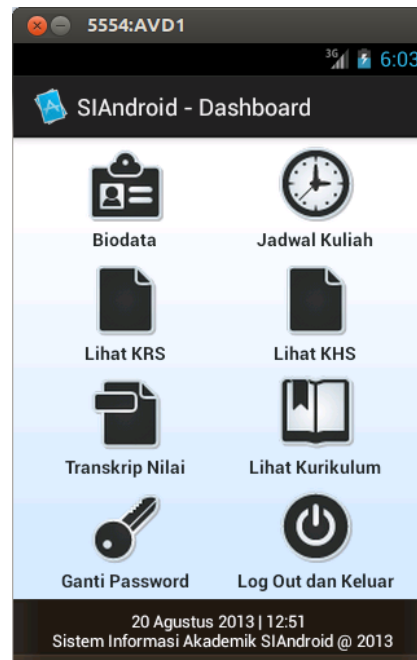 5554:AVD1
3G 6:03
SIAndroid - Dashboard
Biodata Jadwal Kuliah
Lihat KRS Lihat KHS
Transkrip Nilai Lihat Kurikulum
Ganti Password Log Out dan Keluar
20 Agustus 2013 | 12:51
Sistem Informasi Akademik SIAndroid @ 2013